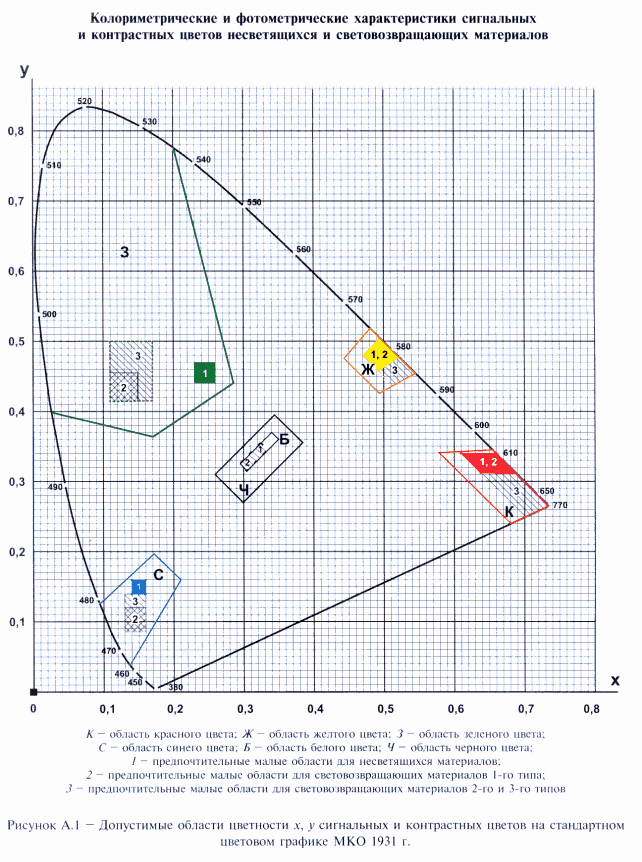 Колориметрические и фотометрические характеристики сигнальных
и контрастных цветов несветящихся и световозвращающих материалов
y
520
530
0,8
540
510
0,7
550
З
560
0,6
570
500
0,5
580
1, 2
3
1
Ж
3
2
590
0,4
600
Б
610
3
1, 2
2
490
0,3
650
3
Ч
770
К
0,2
С
1
480
3
0,1
2
470
460
450
380
x
0 0,1 0,2 0,3 0,4 0,5 0,6 0,7 0,8
К – область красного цвета; Ж – область желтого цвета; З – область зеленого цвета;
С – область синего цвета; Б – область белого цвета; Ч – область черного цвета;
1 – предпочтительные малые области для несветящихся материалов;
2 – предпочтительные малые области для световозвращающих материалов 1-го типа;
3 – предпочтительные малые области для световозвращающих материалов 2-го и 3-го типов
Рисунок А.1 – Допустимые области цветности x, y сигнальных и контрастных цветов на стандартном
цветовом графике МКО 1931 г.